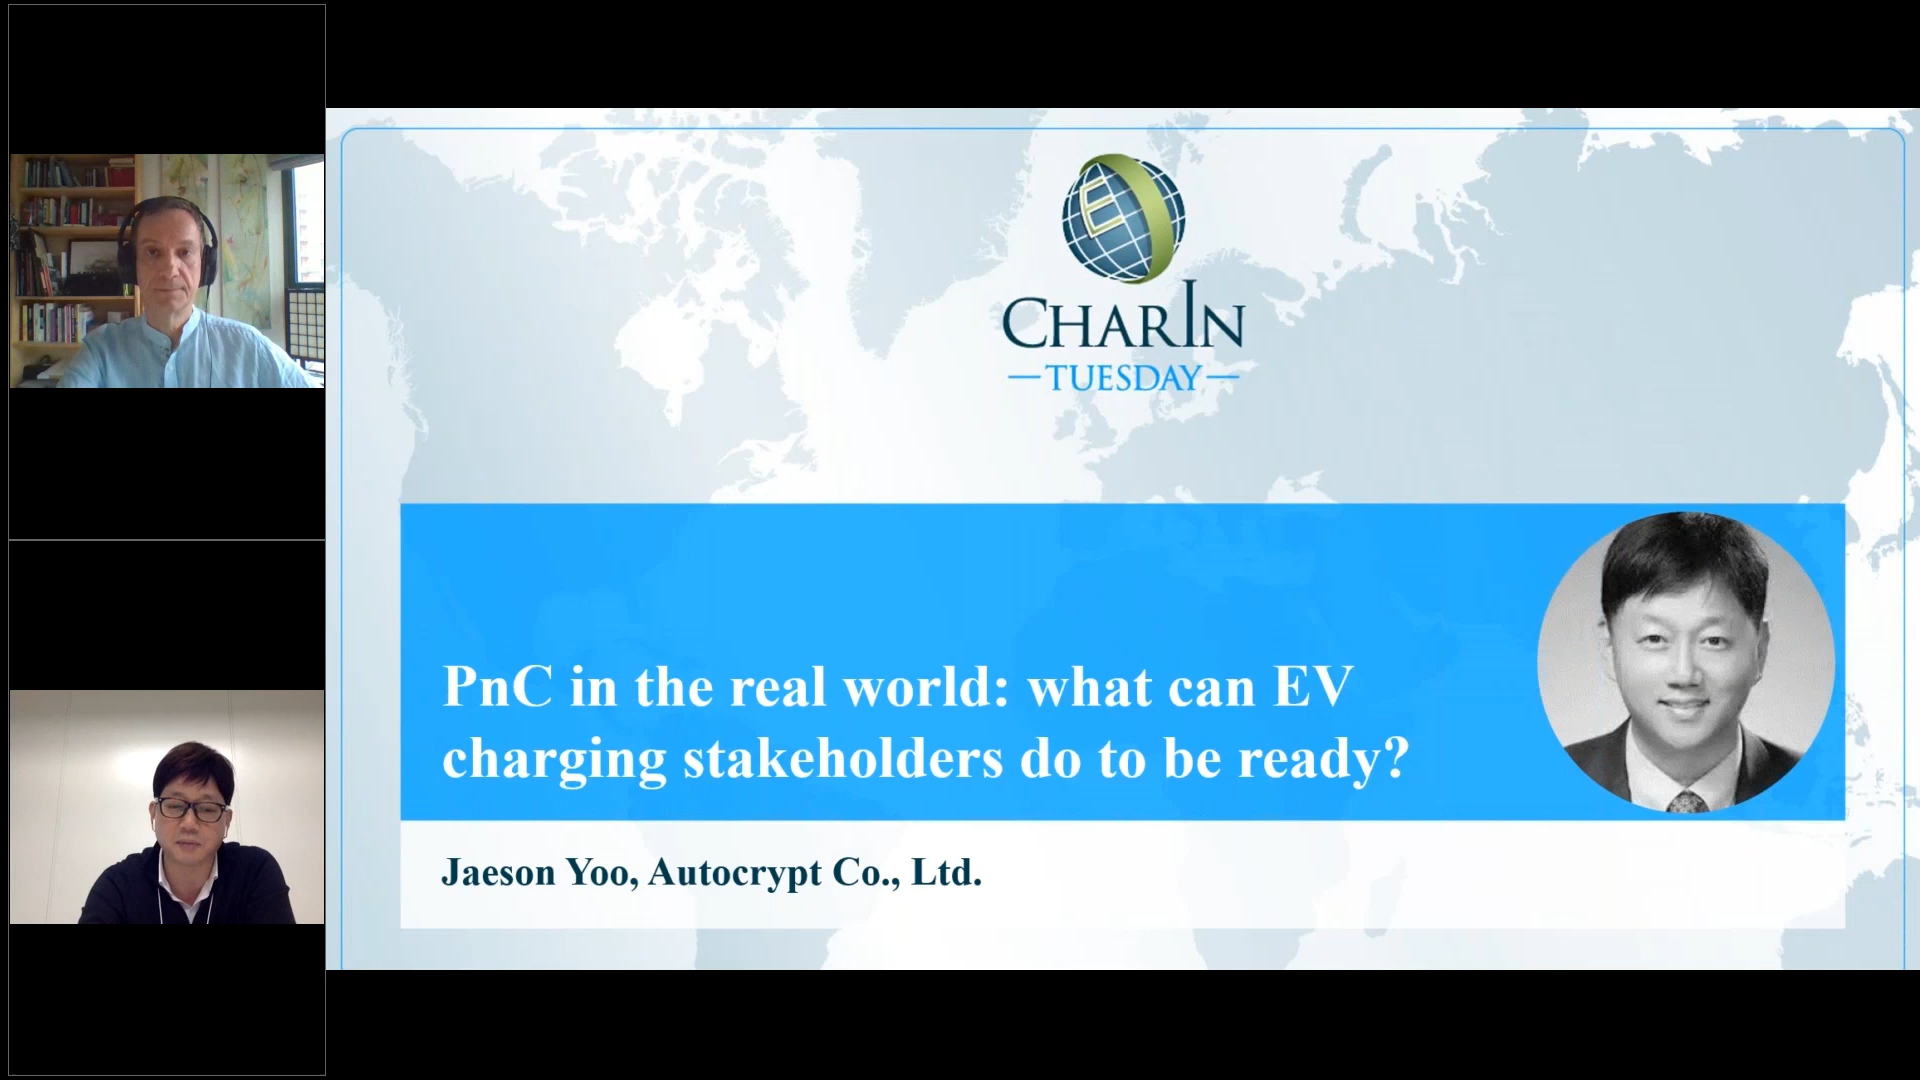 E
CHARIN
TUESDAY
PnC in the real world: what can EV
charging stakeholders do to be ready?
Jaeson Yoo, Autocrypt Co., Ltd.